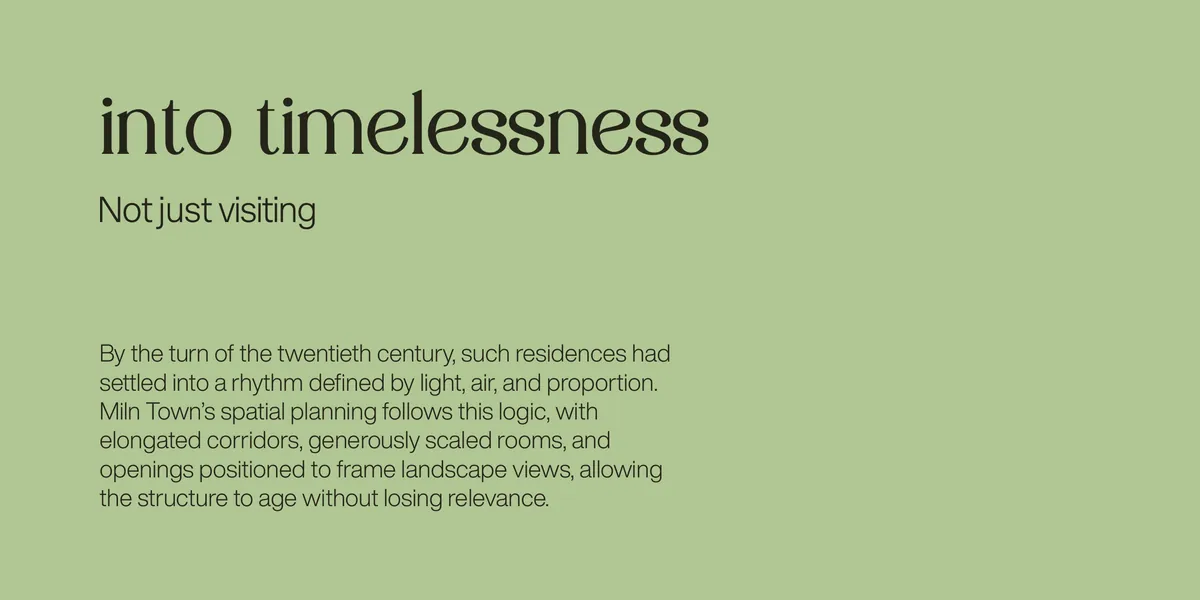 into timelessness
Not just visiting
By the turn of the twentieth century, such residences had
settled into a rhythm defined by light, air, and proportion.
Miln Town’s spatial planning follows this logic, with
elongated corridors, generously scaled rooms, and
openings positioned to frame landscape views, allowing
the structure to age without losing relevance.